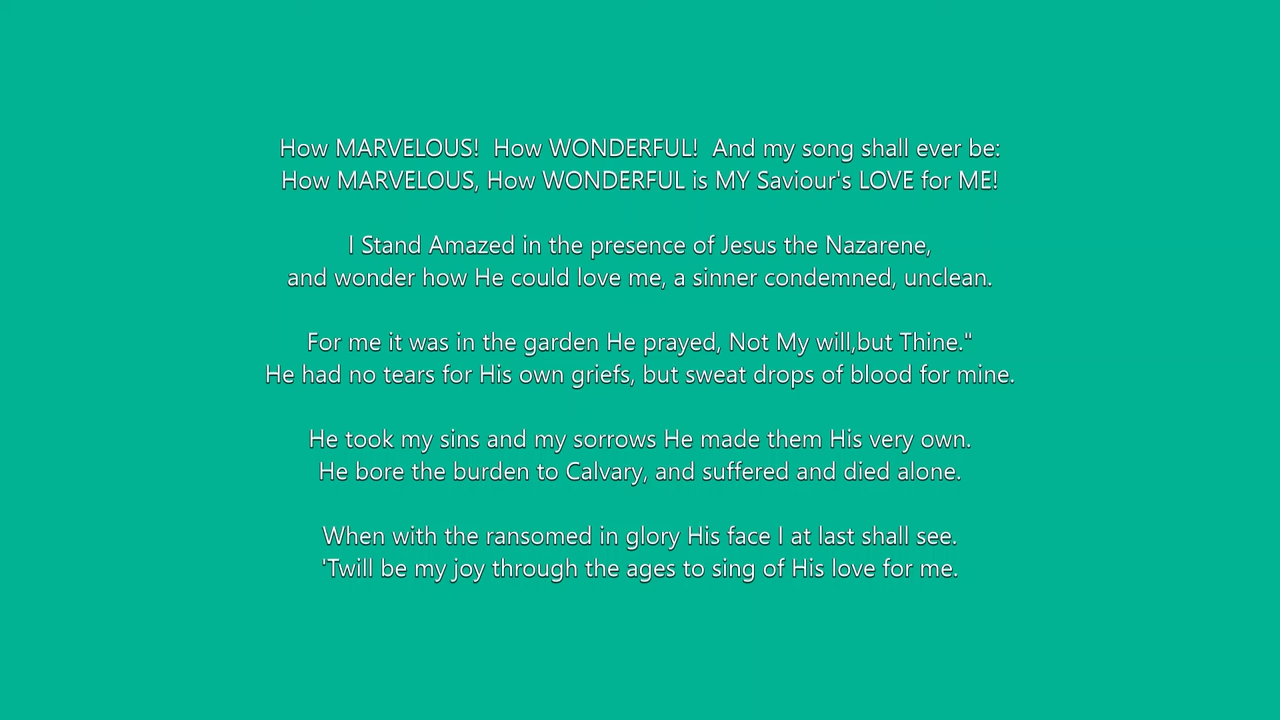 How MARVELOUS!  How WONDERFUL!  And my song shall ever be:
How MARVELOUS, How WONDERFUL is MY Saviour's LOVE for ME!
I Stand Amazed in the presence of Jesus the Nazarene,
and wonder how He could love me, a sinner condemned, unclean.
For me it was in the garden He prayed, Not My will,but Thine."
He had no tears for His own griefs, but sweat drops of blood for mine.
He took my sins and my sorrows He made them His very own.
He bore the burden to Calvary, and suffered and died alone.
When with the ransomed in glory His face I at last shall see.
'Twill be my joy through the ages to sing of His love for me.